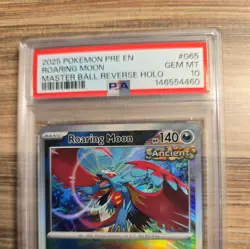 2025 POKEMON PRE EN #065
ROARING MOON GEM MT
MASTER BALL REVERSE HOLO 10
146554460
PSA
Roaring Moon HP 140
Ancient